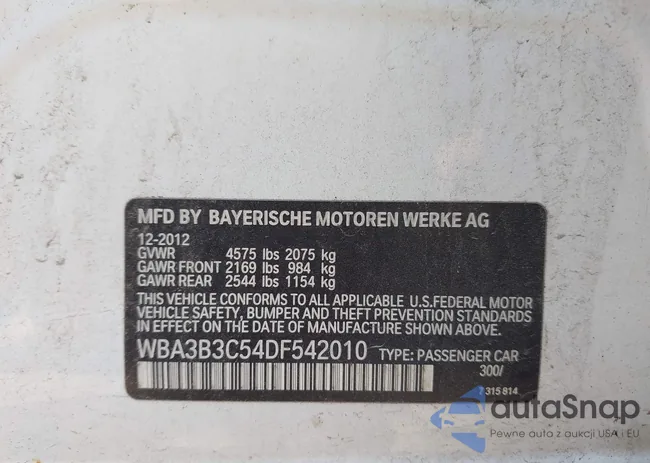 MFD BY BAYERISCHE MOTOREN WERKE AG
12-2012
GVWR 4575 lbs 2075 kg
GAWR FRONT 2169 lbs 984 kg
GAWR REAR 2544 lbs 1154 kg
THIS VEHICLE CONFORMS TO ALL APPLICABLE U.S.FEDERAL MOTOR
VEHICLE SAFETY, BUMPER AND THEFT PREVENTION STANDARDS
IN EFFECT ON THE DATE OF MANUFACTURE SHOWN ABOVE.
WBA3B3C54DF542010 TYPE: PASSENGER CAR
300/
7 315 814
autaSnap
Pewne auta z aukcji USA i EU